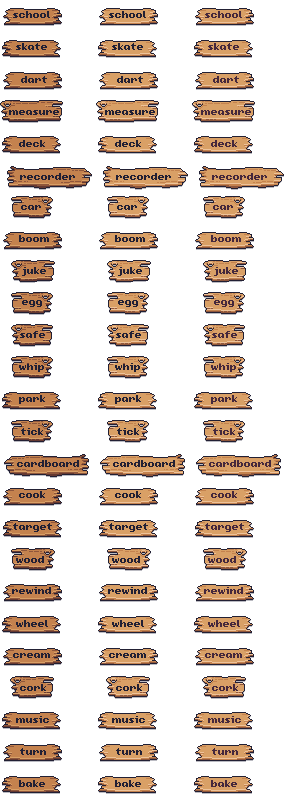 school school school
skate skate skate
dart dart dart
measure measure measure
deck deck deck
recorder recorder recorder
car car car
boom boom boom
juke juke juke
egg egg egg
safe safe safe
whip whip whip
park park park
tick tick tick
cardboard cardboard cardboard
cook cook cook
target target target
wood wood wood
rewind rewind rewind
wheel wheel wheel
cream cream cream
cork cork cork
music music music
turn turn turn
bake bake bake